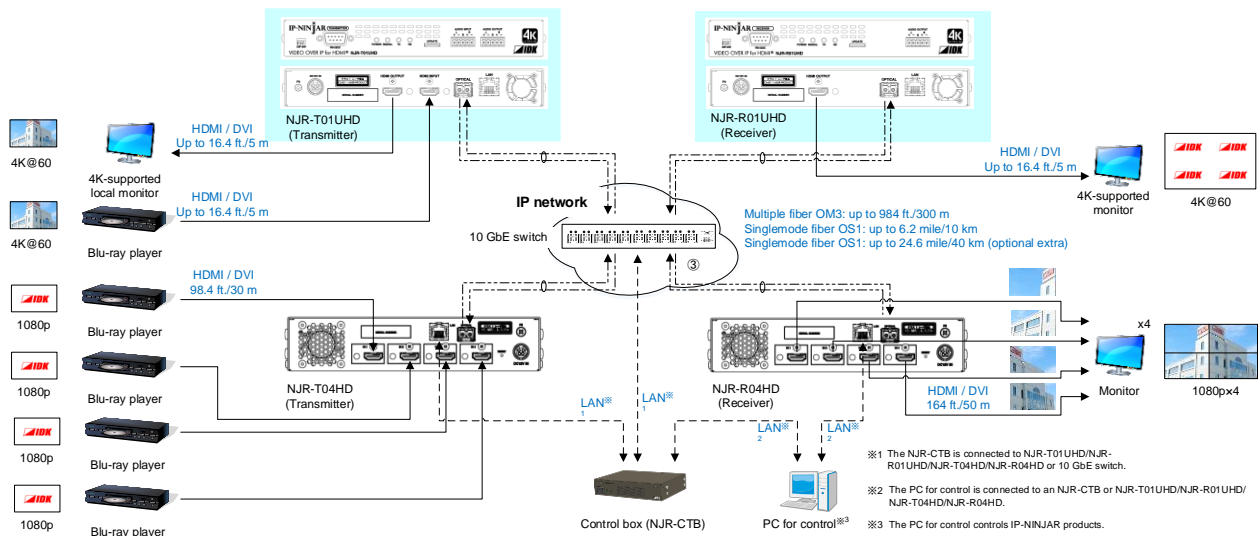 IP-NINJAR TRANSMITTER
AUDIO INPUT
UPDATE
4K
IDK
VIDEO OVER IP for HDMI® NJR-T01UHD
HDMI OUTPUT
HDMI INPUT
OPTICAL
LAN
NJR-T01UHD
(Transmitter)
IP-NINJAR RECEIVER
AUDIO OUTPUT
UPDATE
4K
IDK
VIDEO OVER IP for HDMI® NJR-R01UHD
HDMI OUTPUT
OPTICAL
LAN
NJR-R01UHD
(Receiver)
4K@60
4K-supported
local monitor
HDMI / DVI
Up to 16.4 ft./5 m
4K@60
Blu-ray player
HDMI / DVI
Up to 16.4 ft./5 m
HDMI / DVI
Up to 16.4 ft./5 m
4K-supported
monitor
IDK
IDK
IDK
IDK
4K@60
IP network
10 GbE switch
③
Multiple fiber OM3: up to 984 ft./300 m
Singlemode fiber OS1: up to 6.2 mile/10 km
Singlemode fiber OS1: up to 24.6 mile/40 km (optional extra)
HDMI / DVI
98.4 ft./30 m
IDK
1080p
Blu-ray player
IDK
1080p
Blu-ray player
IDK
1080p
Blu-ray player
IDK
1080p
Blu-ray player
NJR-T04HD
(Transmitter)
NJR-R04HD
(Receiver)
HDMI / DVI
164 ft./50 m
x4
Monitor
1080p×4
LAN※
1
LAN※
1
LAN※
2
LAN※
2
Control box (NJR-CTB)
PC for control※3
※1 The NJR-CTB is connected to NJR-T01UHD/NJR-
R01UHD/NJR-T04HD/NJR-R04HD or 10 GbE switch.
※2 The PC for control is connected to an NJR-CTB or NJR-T01UHD/NJR-R01UHD/
NJR-T04HD/NJR-R04HD.
※3 The PC for control controls IP-NINJAR products.